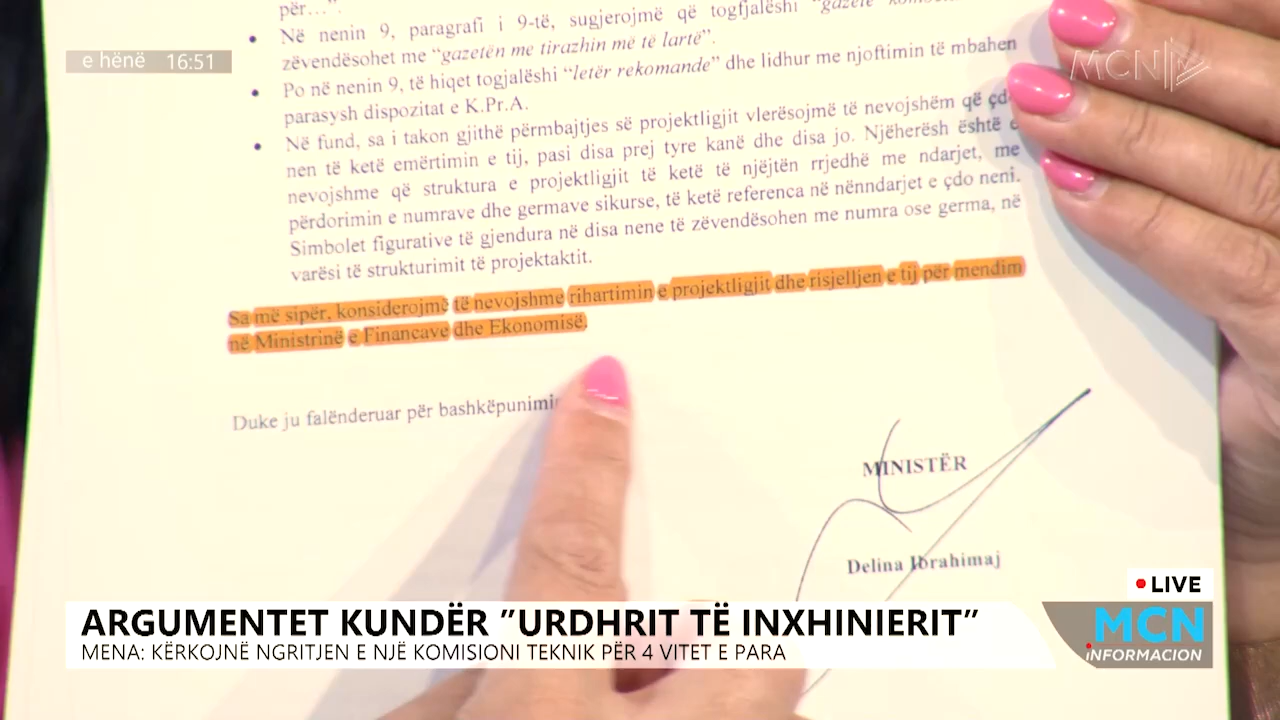 për…”.
Në nenin 9, paragrafi i 9-të, sugjerojmë që togfjalëshi “gazetë
zëvendësohet me “gazetën me tirazhin më të lartë”.
Po në nenin 9, të hiqet togjalëshi “letër rekomande” dhe lidhur me njoftimin të mbahen
parasysh dispozitat e K.Pr.A.
Në fund, sa i takon gjithë përmbajtjes së projektligjit vlerësojmë të nevojshëm që
nen të ketë emërtimin e tij, pasi disa prej tyre kanë dhe disa jo. Njëherësh është e
nevojshme që struktura e projektligjit të ketë të njëjtën rrjedhë me ndarjet, me
përdorimin e numrave dhe germave sikurse, të ketë referenca në nënndarjet e çdo neni.
Simbolet figurative të gjendura në disa nene të zëvendësohen me numra ose germa, në
varësi të strukturimit të projektaktit.
Sa më sipër, konsiderojmë të nevojshme rihartimin e projektligjit dhe risjelljen e tij për mendim
në Ministrinë e Financave dhe Ekonomisë.
Duke ju falënderuar për bashkëpunimin
MINISTËR
Delina Ibrahimaj
e hënë 16:51
MCN
LIVE
ARGUMENTET KUNDËR ”URDHRIT TË INXHINIERIT”
MENA: KËRKOJNË NGRITJEN E NJË KOMISIONI TEKNIK PËR 4 VITET E PARA
MCN
iNFORMACION